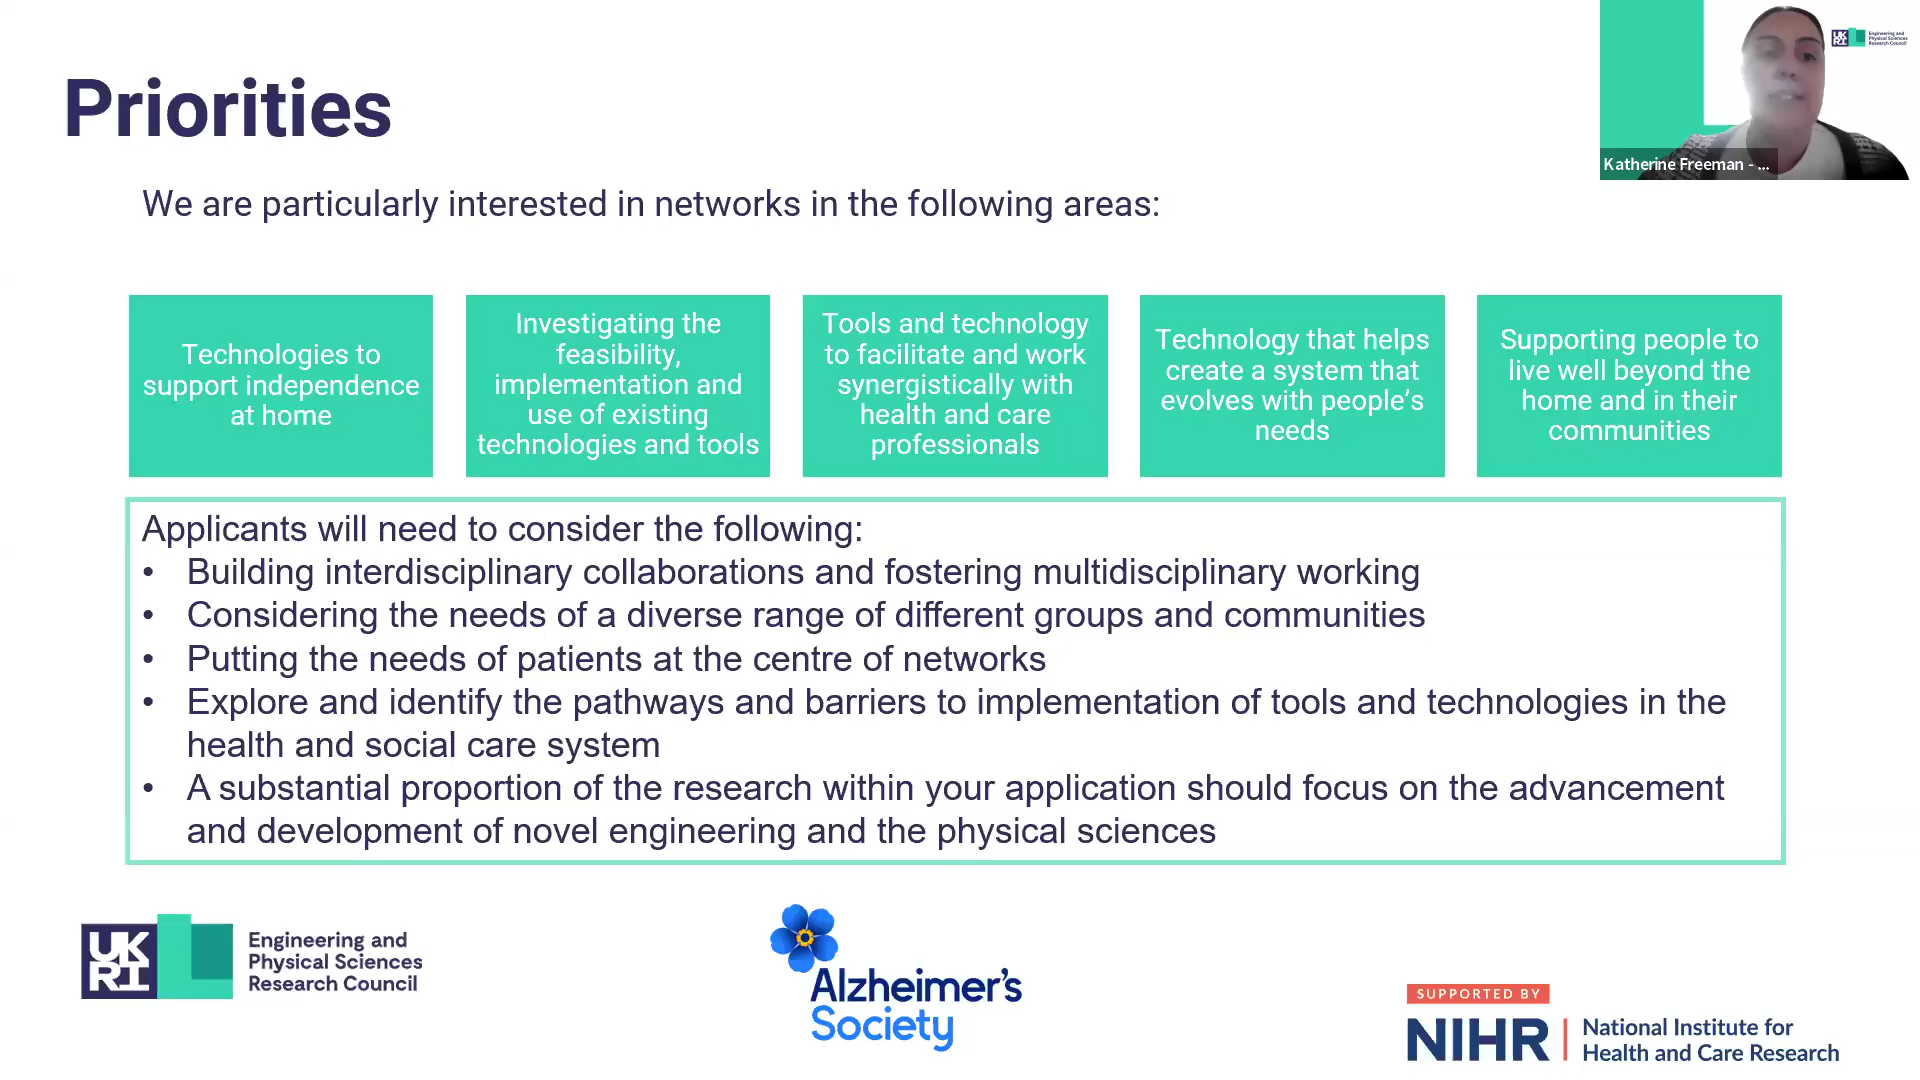 Priorities
UK
RI
Engineering and
Physical Sciences
Research Council
Katherine Freeman - ...
We are particularly interested in networks in the following areas:
Technologies to
support independence
at home
Investigating the
feasibility,
implementation and
use of existing
technologies and tools
Tools and technology
to facilitate and work
synergistically with
health and care
professionals
Technology that helps
create a system that
evolves with people’s
needs
Supporting people to
live well beyond the
home and in their
communities
Applicants will need to consider the following:
• Building interdisciplinary collaborations and fostering multidisciplinary working
• Considering the needs of a diverse range of different groups and communities
• Putting the needs of patients at the centre of networks
• Explore and identify the pathways and barriers to implementation of tools and technologies in the
health and social care system
• A substantial proportion of the research within your application should focus on the advancement
and development of novel engineering and the physical sciences
UK
RI
Engineering and
Physical Sciences
Research Council
Alzheimer’s
Society
SUPPORTED BY
NIHR
National Institute for
Health and Care Research